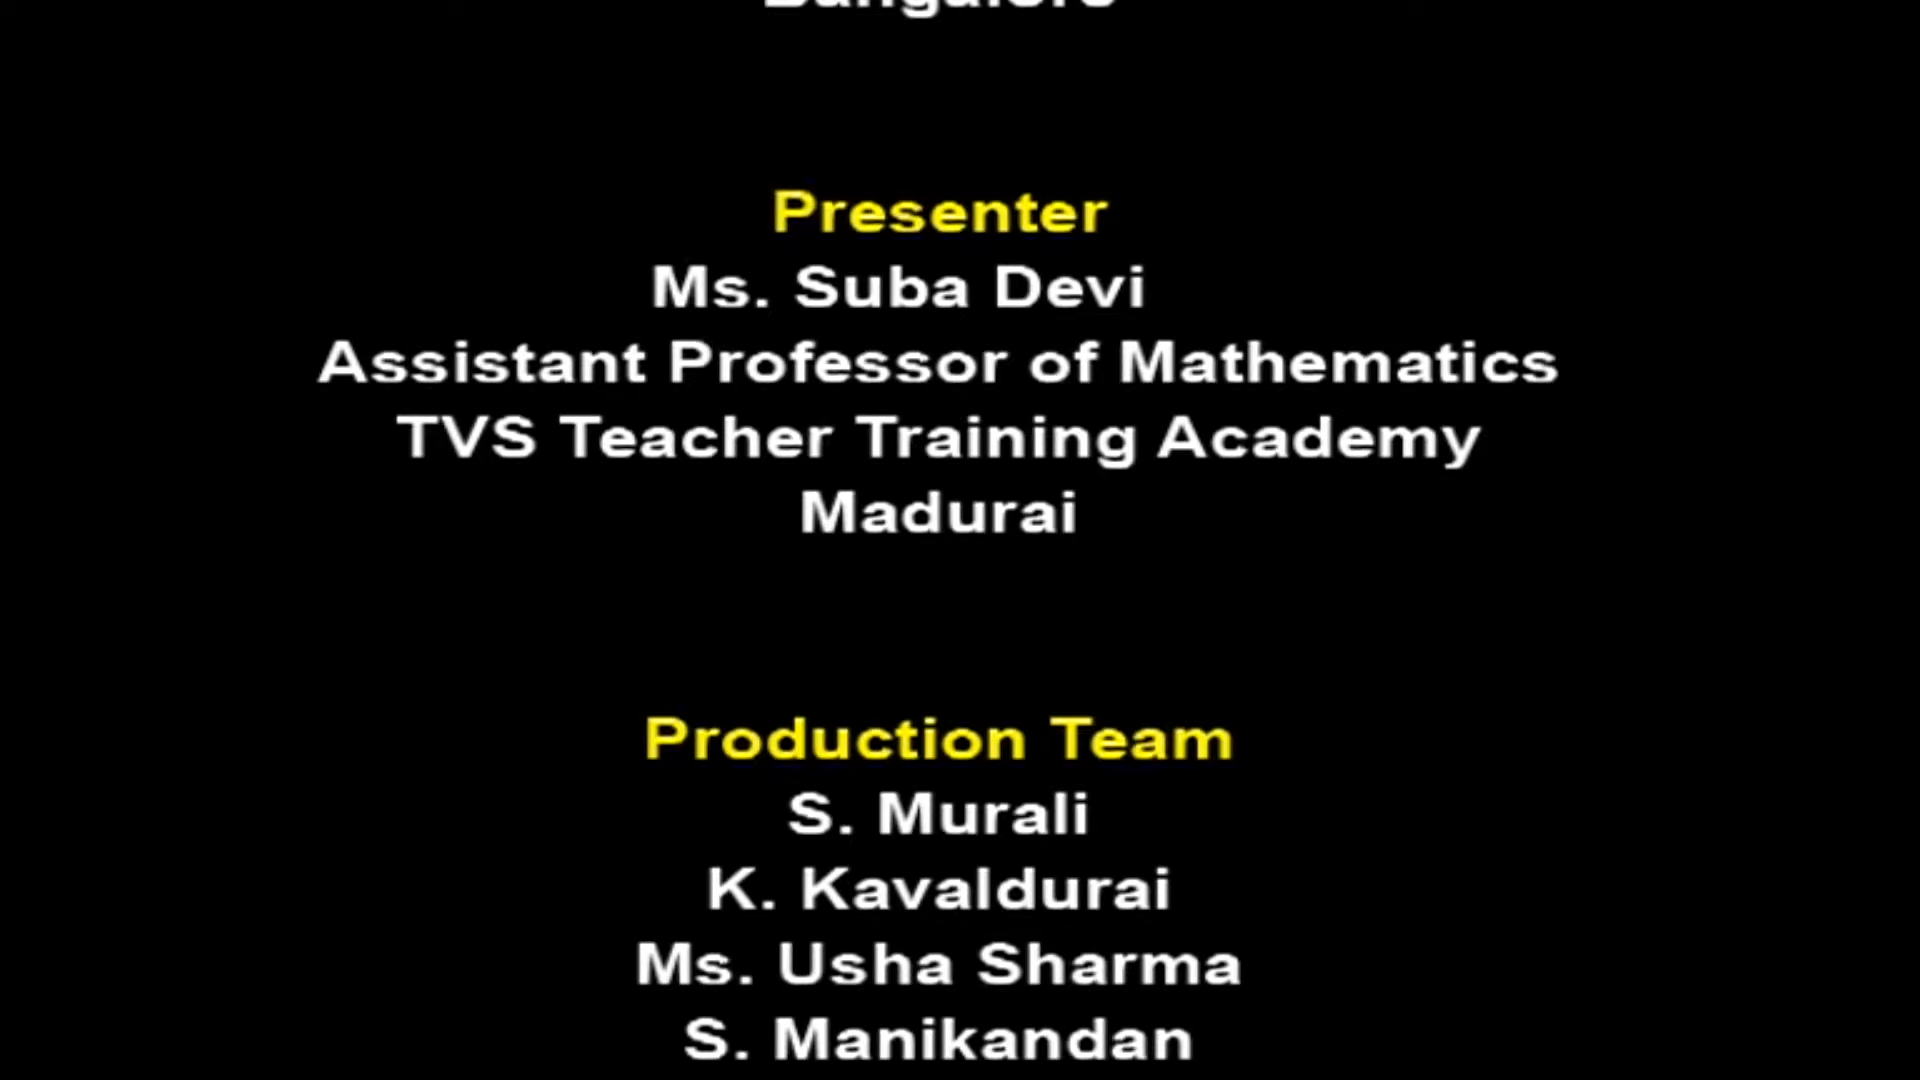 Bangalore
Presenter
Ms. Suba Devi
Assistant Professor of Mathematics
TVS Teacher Training Academy
Madurai
Production Team
S. Murali
K. Kavaldurai
Ms. Usha Sharma
S. Manikandan